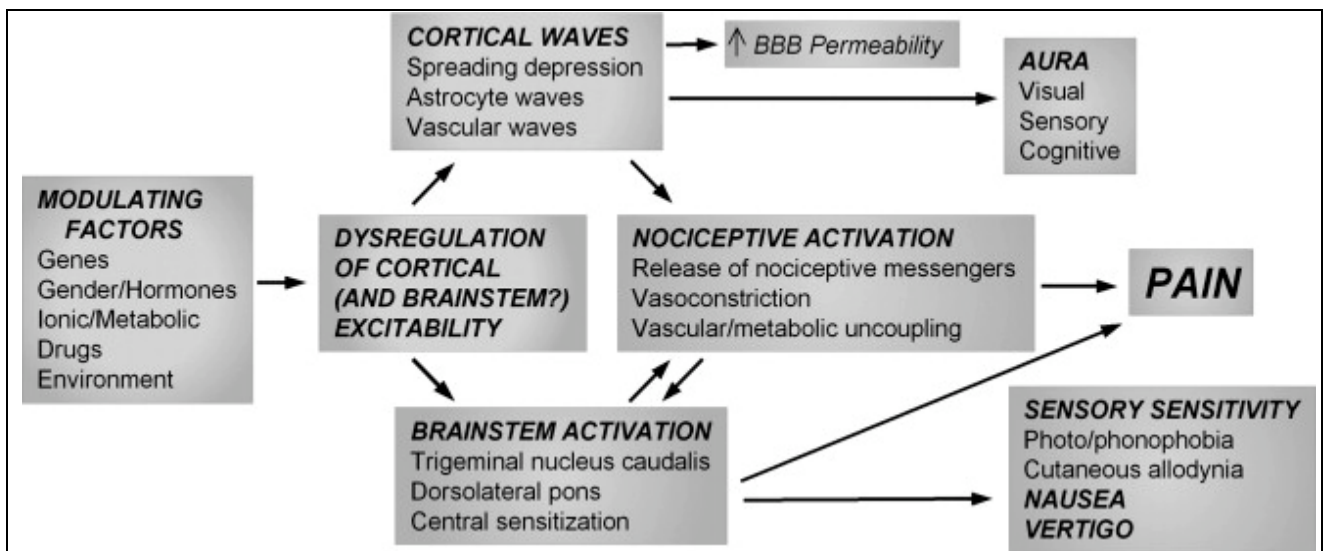 CORTICAL WAVES
Spreading depression
Astrocyte waves
Vascular waves
↑ BBB Permeability
AURA
Visual
Sensory
Cognitive
MODULATING
FACTORS
Genes
Gender/Hormones
Ionic/Metabolic
Drugs
Environment
DYSREGULATION
OF CORTICAL
(AND BRAINSTEM?)
EXCITABILITY
NOCICEPTIVE ACTIVATION
Release of nociceptive messengers
Vasoconstriction
Vascular/metabolic uncoupling
PAIN
BRAINSTEM ACTIVATION
Trigeminal nucleus caudalis
Dorsolateral pons
Central sensitization
SENSORY SENSITIVITY
Photo/phonophobia
Cutaneous allodynia
NAUSEA
VERTIGO